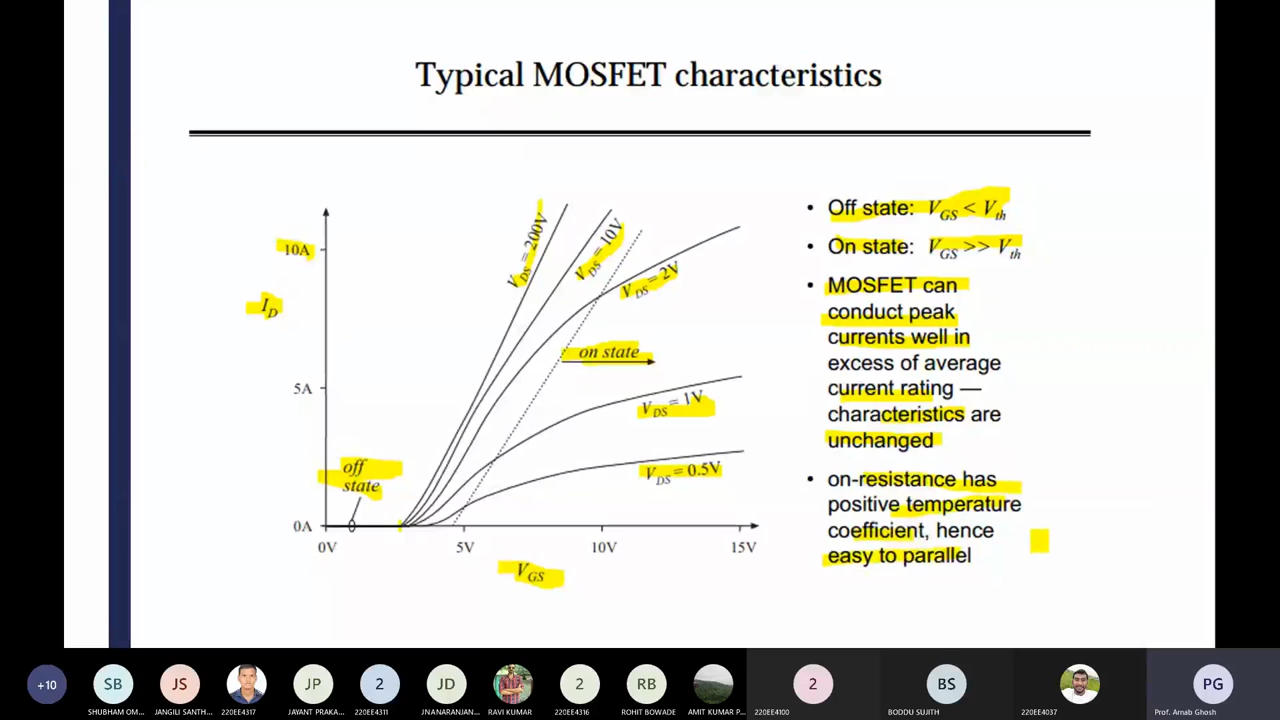 Typical MOSFET characteristics
10A
I_D
5A
0A
off
state
0V
5V
10V
15V
V_GS
V_DS = 200V
V_DS = 10V
V_DS = 2V
on state
V_DS = 1V
V_DS = 0.5V
• Off state: V_GS < V_th
• On state: V_GS >> V_th
• MOSFET can
conduct peak
currents well in
excess of average
current rating —
characteristics are
unchanged
• on-resistance has
positive temperature
coefficient, hence
easy to parallel
+10
SB
JS
JP
2
JD
2
RB
2
BS
PG
SHUBHAM OM...
JANGILI SANTH...
220EE4317
JAYANT PRAKA...
220EE4311
JNANARANJAN...
RAVI KUMAR
220EE4316
ROHIT BOWADE
AMIT KUMAR P...
220EE4100
BODDU SUJITH
220EE4037
Prof. Arnab Ghosh